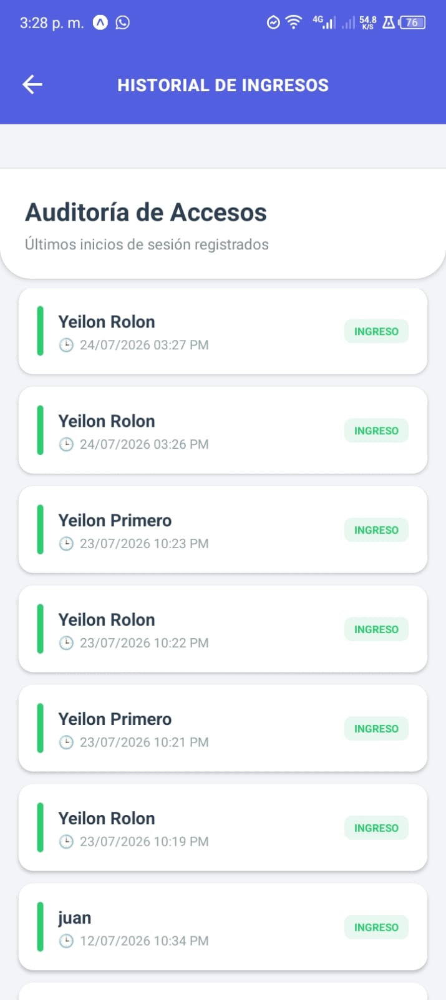 3:28 p. m.
4G 54.8 K/S 76
HISTORIAL DE INGRESOS
Auditoría de Accesos
Últimos inicios de sesión registrados
Yeilon Rolon
24/07/2026 03:27 PM
INGRESO
Yeilon Rolon
24/07/2026 03:26 PM
INGRESO
Yeilon Primero
23/07/2026 10:23 PM
INGRESO
Yeilon Rolon
23/07/2026 10:22 PM
INGRESO
Yeilon Primero
23/07/2026 10:21 PM
INGRESO
Yeilon Rolon
23/07/2026 10:19 PM
INGRESO
juan
12/07/2026 10:34 PM
INGRESO